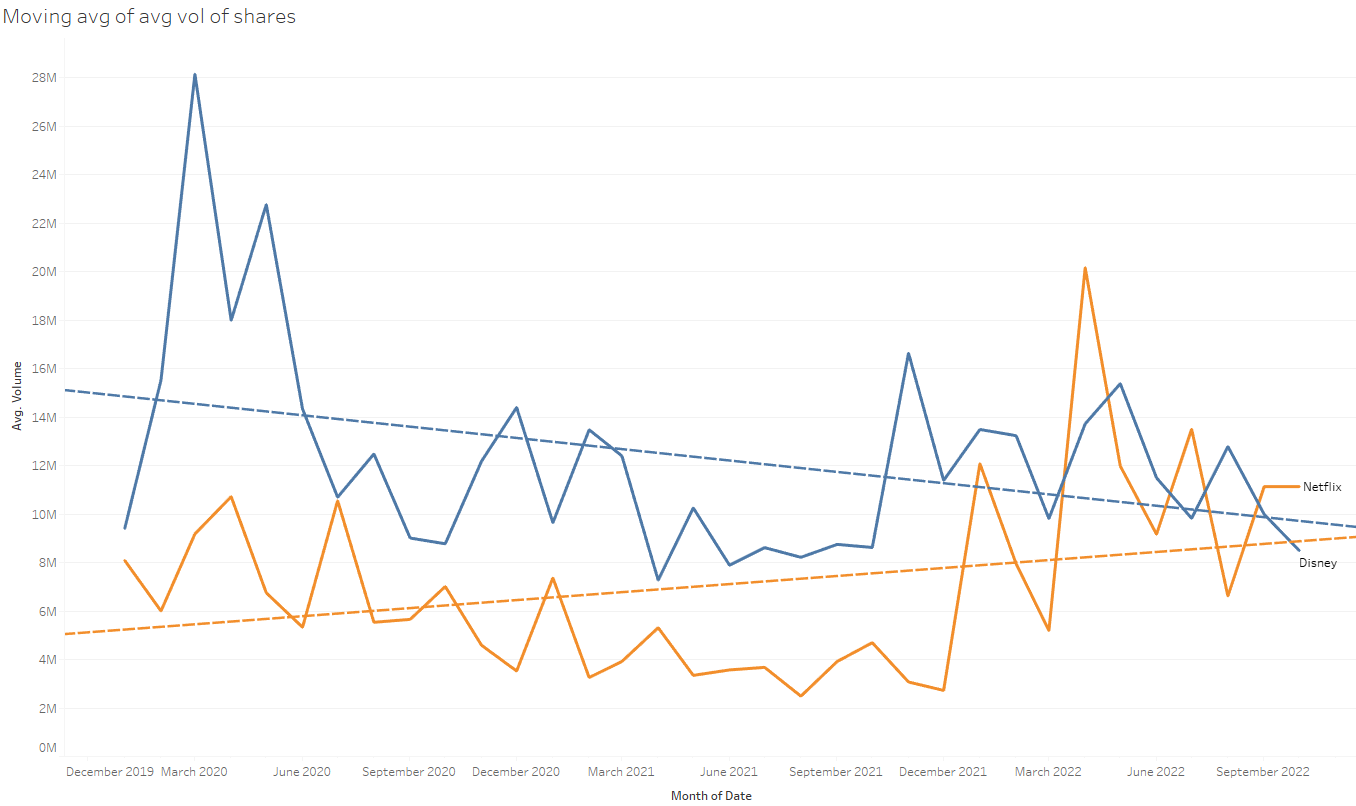 Moving avg of avg vol of shares
28M
26M
24M
22M
20M
18M
16M
14M
12M
10M
8M
6M
4M
2M
0M
Avg. Volume
Netflix
Disney
December 2019 March 2020 June 2020 September 2020 December 2020 March 2021 June 2021 September 2021 December 2021 March 2022 June 2022 September 2022
Month of Date